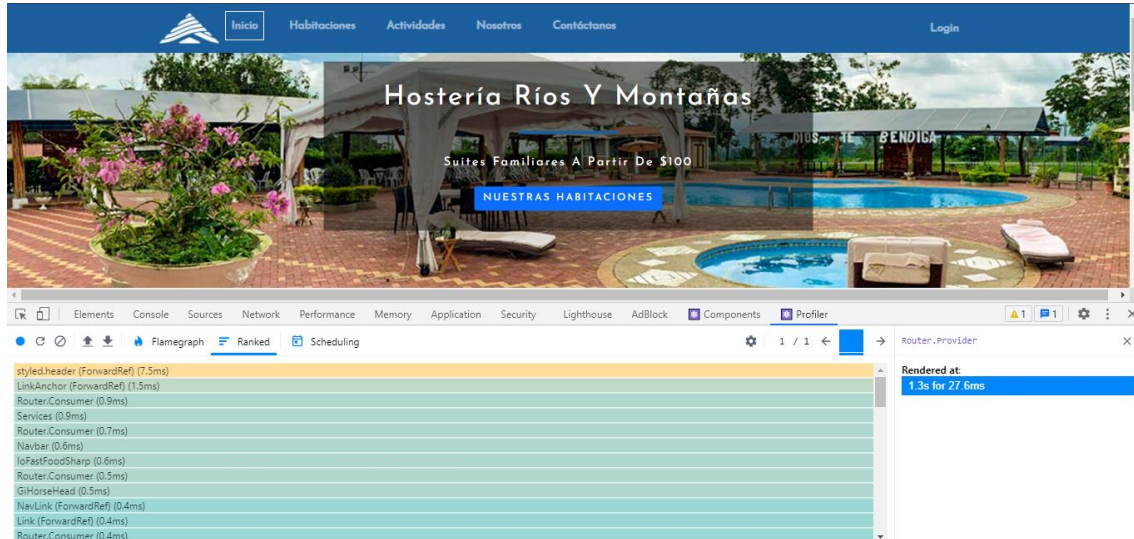 Inicio Habitaciones Actividades Nosotros Contáctanos Login
Hostería Ríos Y Montañas
DIOS TE BENDIGA
Suites Familiares A Partir De $100
NUESTRAS HABITACIONES
Elements Console Sources Network Performance Memory Application Security Lighthouse AdBlock Components Profiler 1 1
Flamegraph Ranked Scheduling 1 / 1 Router.Provider
styled.header (ForwardRef) (7.5ms)
LinkAnchor (ForwardRef) (1.5ms)
Router.Consumer (0.9ms)
Services (0.9ms)
Router.Consumer (0.7ms)
Navbar (0.6ms)
IoFastFoodSharp (0.6ms)
Router.Consumer (0.5ms)
GiHorseHead (0.5ms)
NavLink (ForwardRef) (0.4ms)
Link (ForwardRef) (0.4ms)
Router.Consumer (0.4ms)
Rendered at:
1.3s for 27.6ms